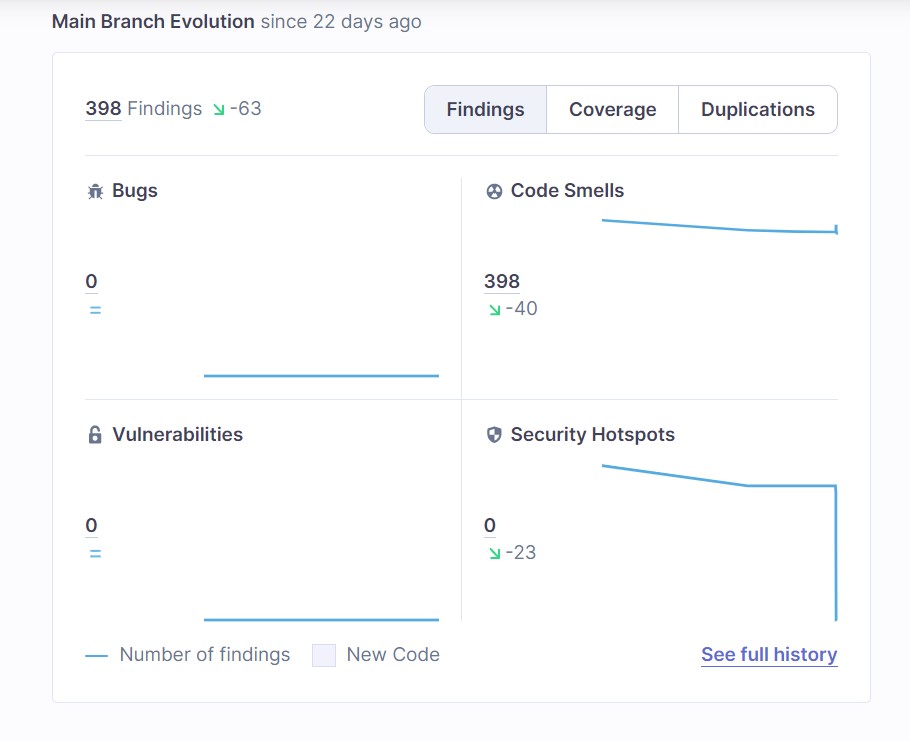 Main Branch Evolution since 22 days ago
398 Findings -63
Findings Coverage Duplications
Bugs
0
=
Code Smells
398
-40
Vulnerabilities
0
=
Security Hotspots
0
-23
Number of findings New Code
See full history